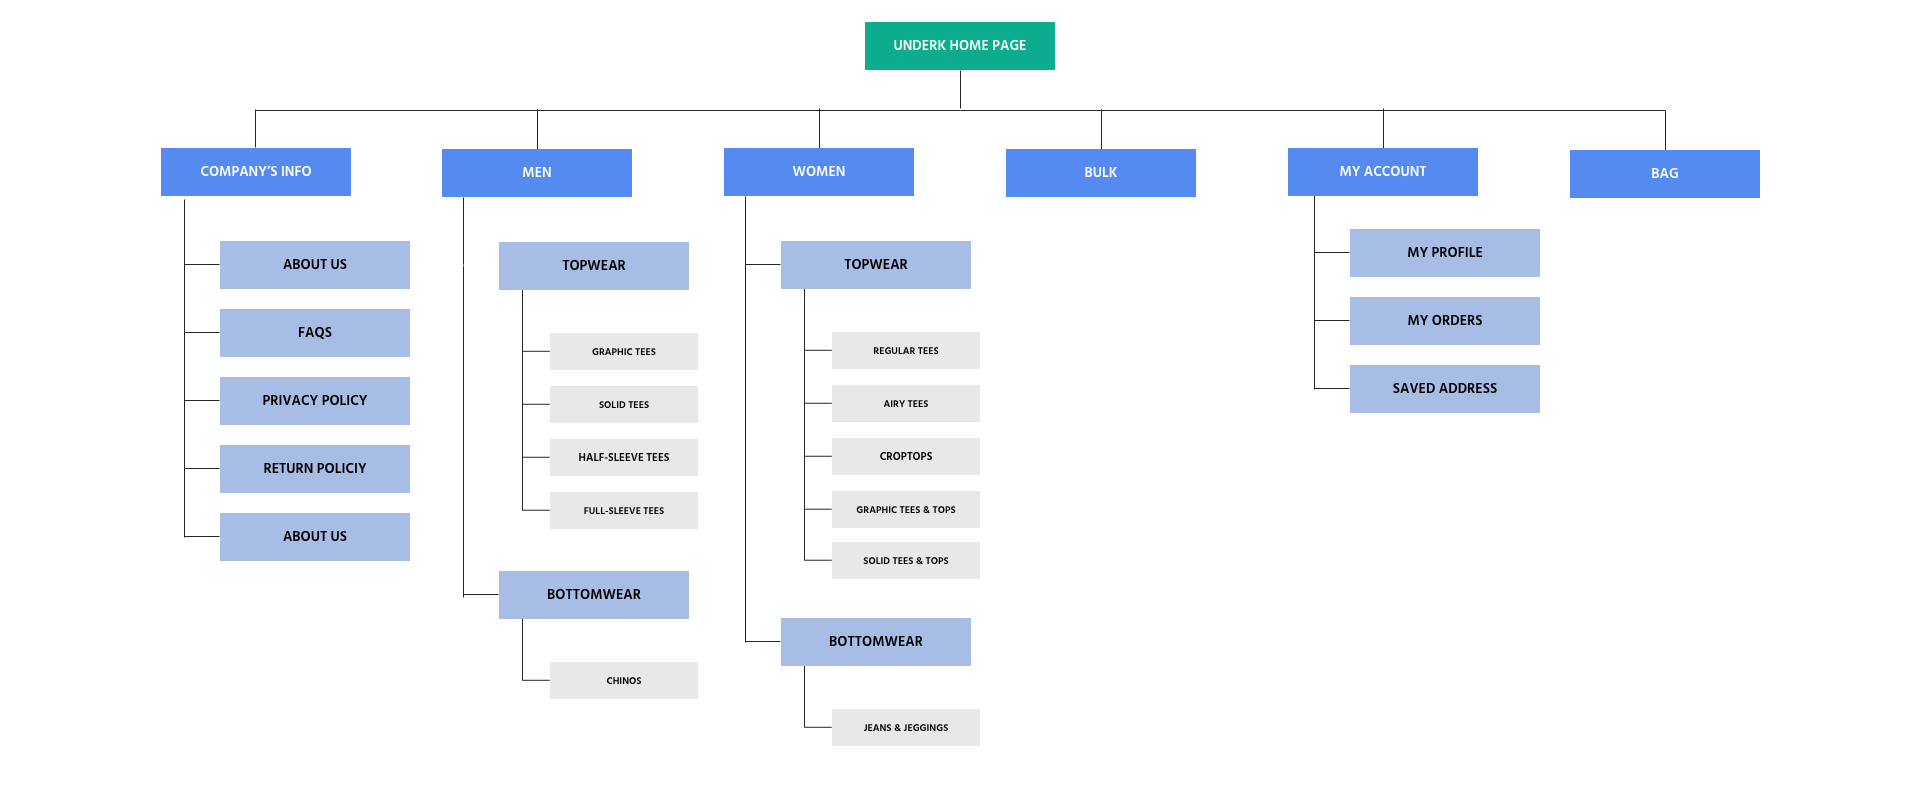 UNDERK HOME PAGE
COMPANY’S INFO
ABOUT US
FAQS
PRIVACY POLICY
RETURN POLICIY
ABOUT US
MEN
TOPWEAR
GRAPHIC TEES
SOLID TEES
HALF-SLEEVE TEES
FULL-SLEEVE TEES
BOTTOMWEAR
CHINOS
WOMEN
TOPWEAR
REGULAR TEES
AIRY TEES
CROPTOPS
GRAPHIC TEES & TOPS
SOLID TEES & TOPS
BOTTOMWEAR
JEANS & JEGGINGS
BULK
MY ACCOUNT
MY PROFILE
MY ORDERS
SAVED ADDRESS
BAG